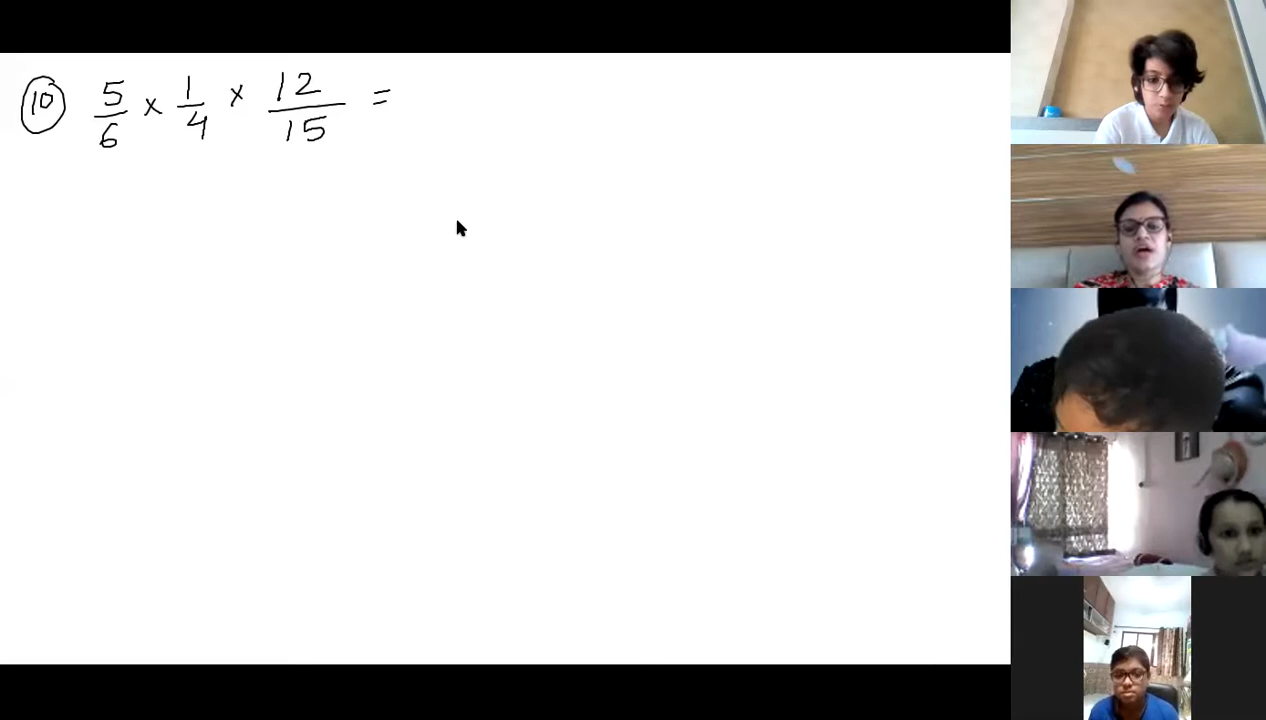 10 5/6 × 1/4 × 12/15 =